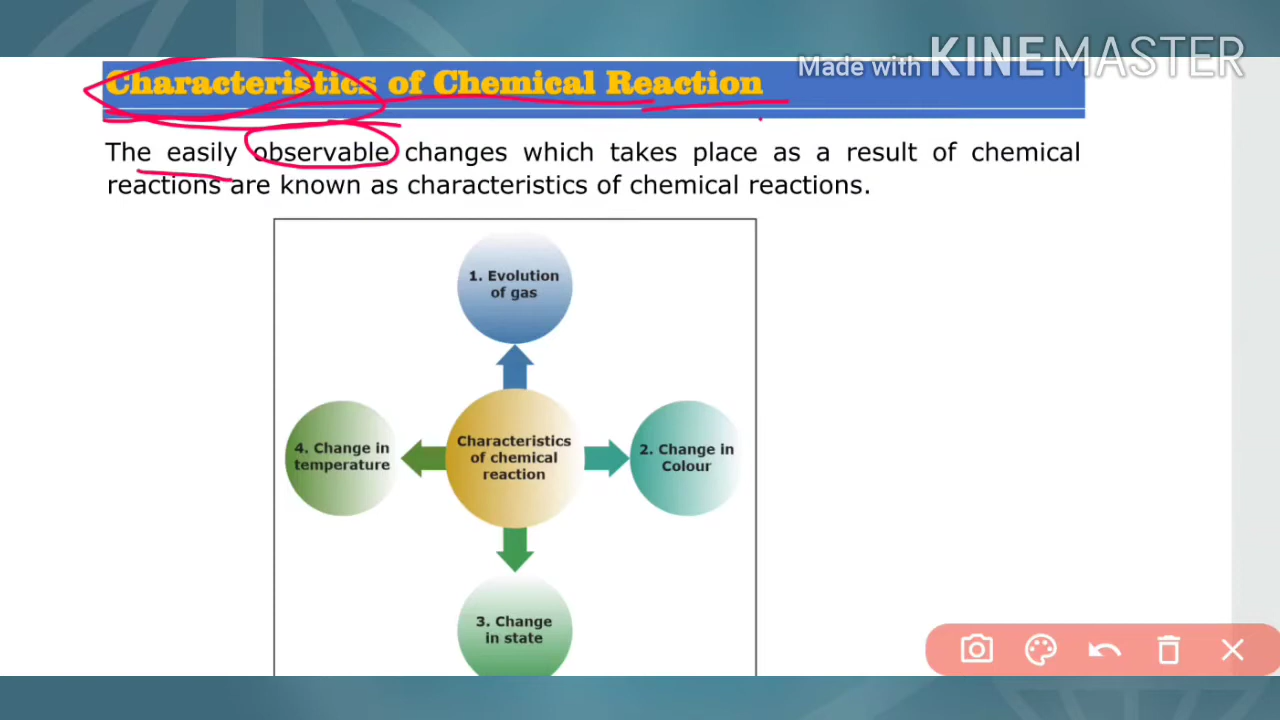 Made with KINEMASTER
Characteristics of Chemical Reaction
The easily observable changes which takes place as a result of chemical
reactions are known as characteristics of chemical reactions.
1. Evolution
of gas
4. Change in
temperature
Characteristics
of chemical
reaction
2. Change in
Colour
3. Change
in state